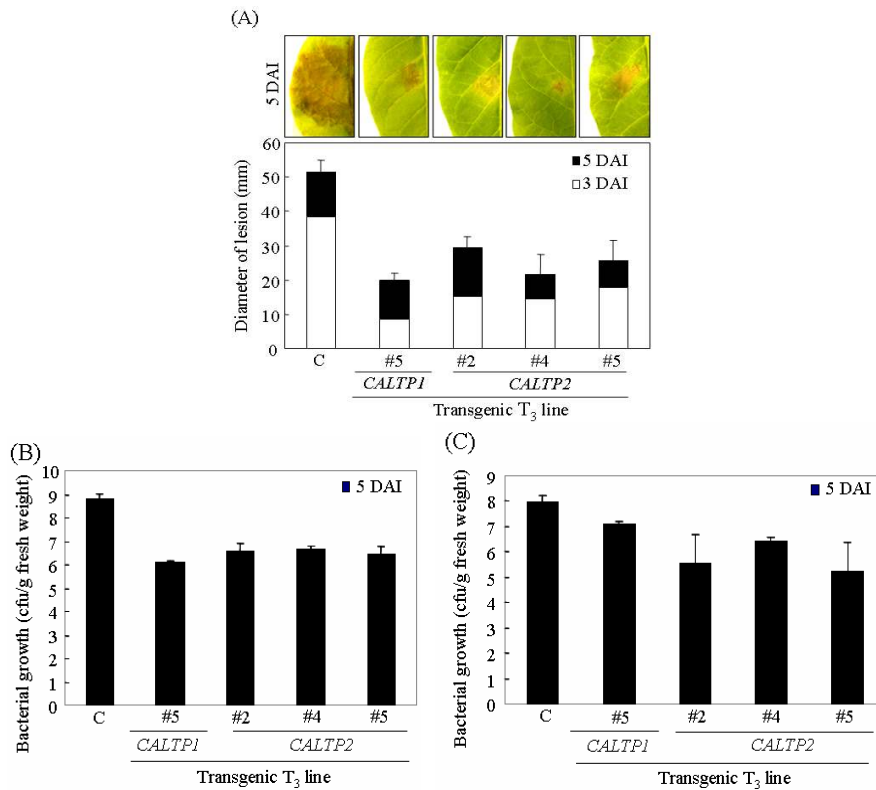 (A)
5 DAI
Diameter of lesion (mm)
60
50
40
30
20
10
0
5 DAI
3 DAI
C #5 #2 #4 #5
CALTP1 CALTP2
Transgenic T3 line
(B)
Bacterial growth (cfu/g fresh weight)
10
9
8
7
6
5
4
3
2
1
0
5 DAI
C #5 #2 #4 #5
CALTP1 CALTP2
Transgenic T3 line
(C)
Bacterial growth (cfu/g fresh weight)
9
8
7
6
5
4
3
2
1
0
5 DAI
C #5 #2 #4 #5
CALTP1 CALTP2
Transgenic T3 line